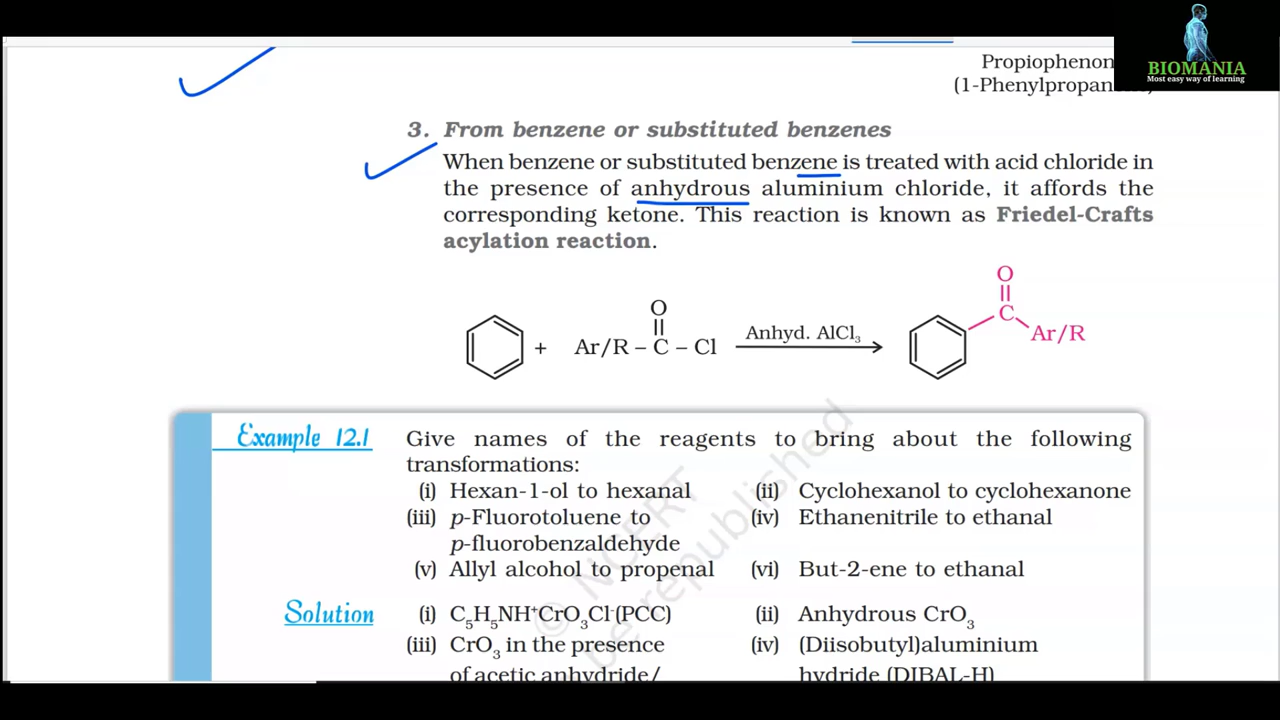 BIOMANIA
Most easy way of learning
Propiophenon
(1-Phenylpropan
3. From benzene or substituted benzenes
When benzene or substituted benzene is treated with acid chloride in
the presence of anhydrous aluminium chloride, it affords the
corresponding ketone. This reaction is known as Friedel-Crafts
acylation reaction.
O
||
+ Ar/R – C – Cl
Anhyd. AlCl₃
O
||
C
Ar/R
Example 12.1
Give names of the reagents to bring about the following
transformations:
(i) Hexan-1-ol to hexanal (ii) Cyclohexanol to cyclohexanone
(iii) p-Fluorotoluene to (iv) Ethanenitrile to ethanal
p-fluorobenzaldehyde
(v) Allyl alcohol to propenal (vi) But-2-ene to ethanal
Solution (i) C₅H₅NH⁺CrO₃Cl⁻(PCC) (ii) Anhydrous CrO₃
(iii) CrO₃ in the presence (iv) (Diisobutyl)aluminium
of acetic anhydride/ hydride (DIBAL-H)
© NCERT
be republished